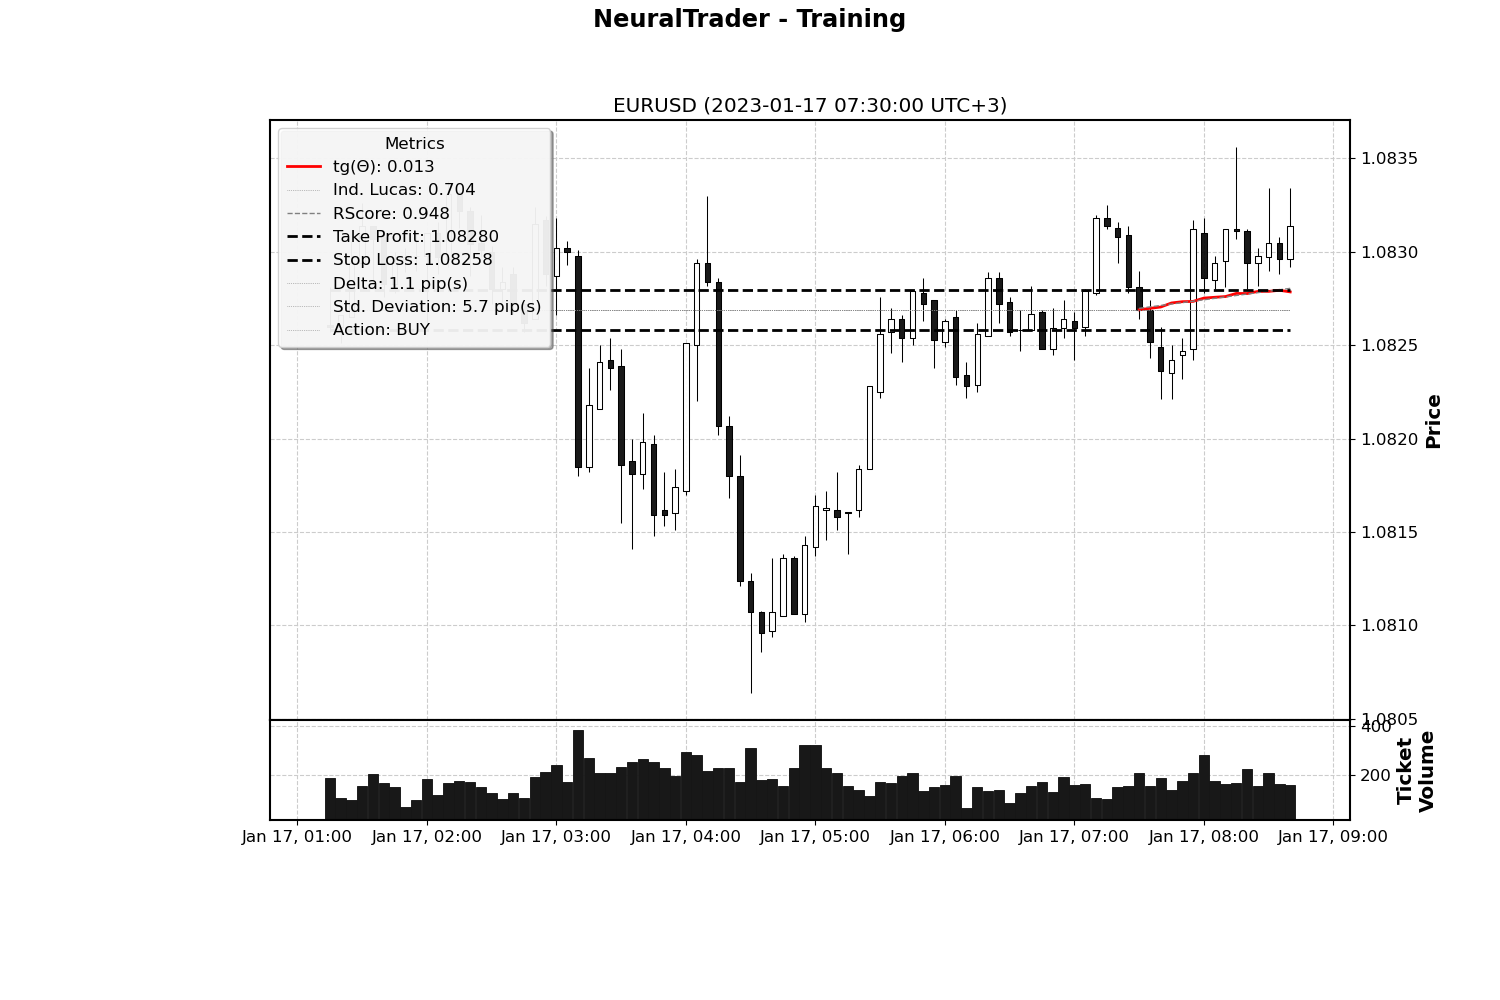 NeuralTrader - Training
EURUSD (2023-01-17 07:30:00 UTC+3)
Metrics
tg(Θ): 0.013
Ind. Lucas: 0.704
RScore: 0.948
Take Profit: 1.08280
Stop Loss: 1.08258
Delta: 1.1 pip(s)
Std. Deviation: 5.7 pip(s)
Action: BUY
1.0835
1.0830
1.0825
1.0820
1.0815
1.0810
1.0805
Price
400
200
Ticket
Volume
Jan 17, 01:00
Jan 17, 02:00
Jan 17, 03:00
Jan 17, 04:00
Jan 17, 05:00
Jan 17, 06:00
Jan 17, 07:00
Jan 17, 08:00
Jan 17, 09:00